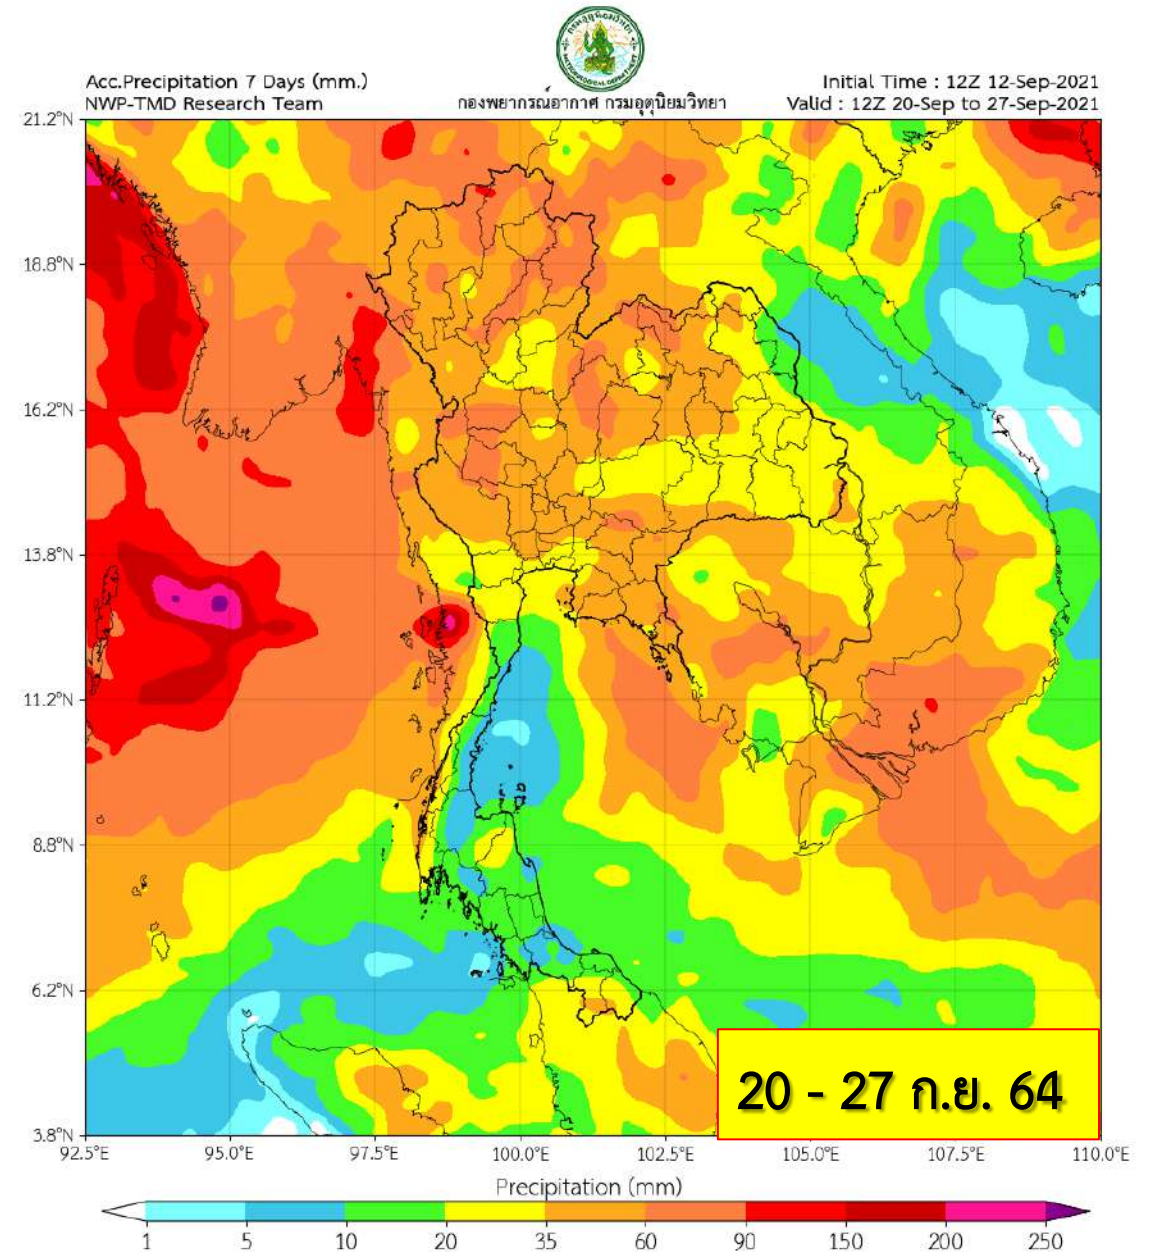 Acc.Precipitation 7 Days (mm.)
NWP-TMD Research Team
กองพยากรณ์อากาศ กรมอุตุนิยมวิทยา
Initial Time : 12Z 12-Sep-2021
Valid : 12Z 20-Sep to 27-Sep-2021
21.2°N
18.8°N
16.2°N
13.8°N
11.2°N
8.8°N
6.2°N
3.8°N
20 - 27 ก.ย. 64
92.5°E 95.0°E 97.5°E 100.0°E 102.5°E 105.0°E 107.5°E 110.0°E
Precipitation (mm)
1 5 10 20 35 60 90 150 200 250